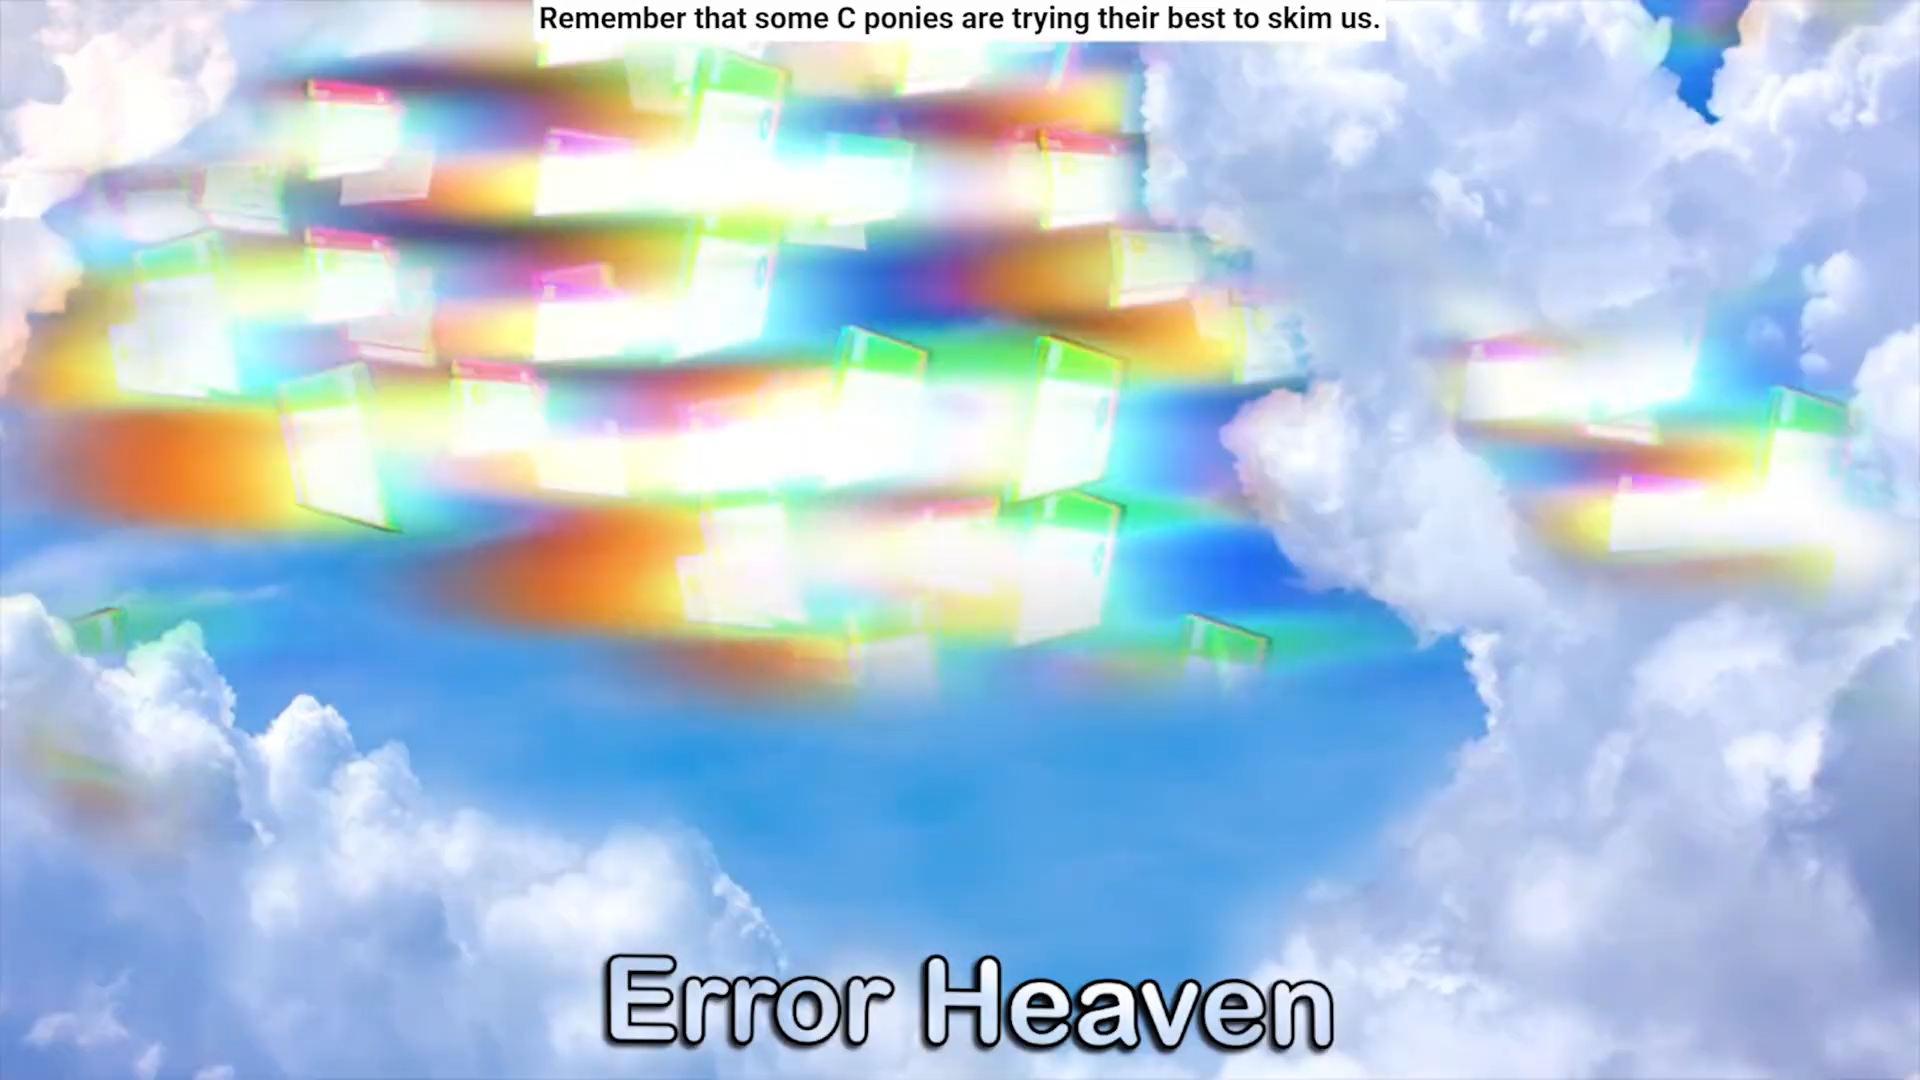 Remember that some C ponies are trying their best to skim us.
Error Heaven